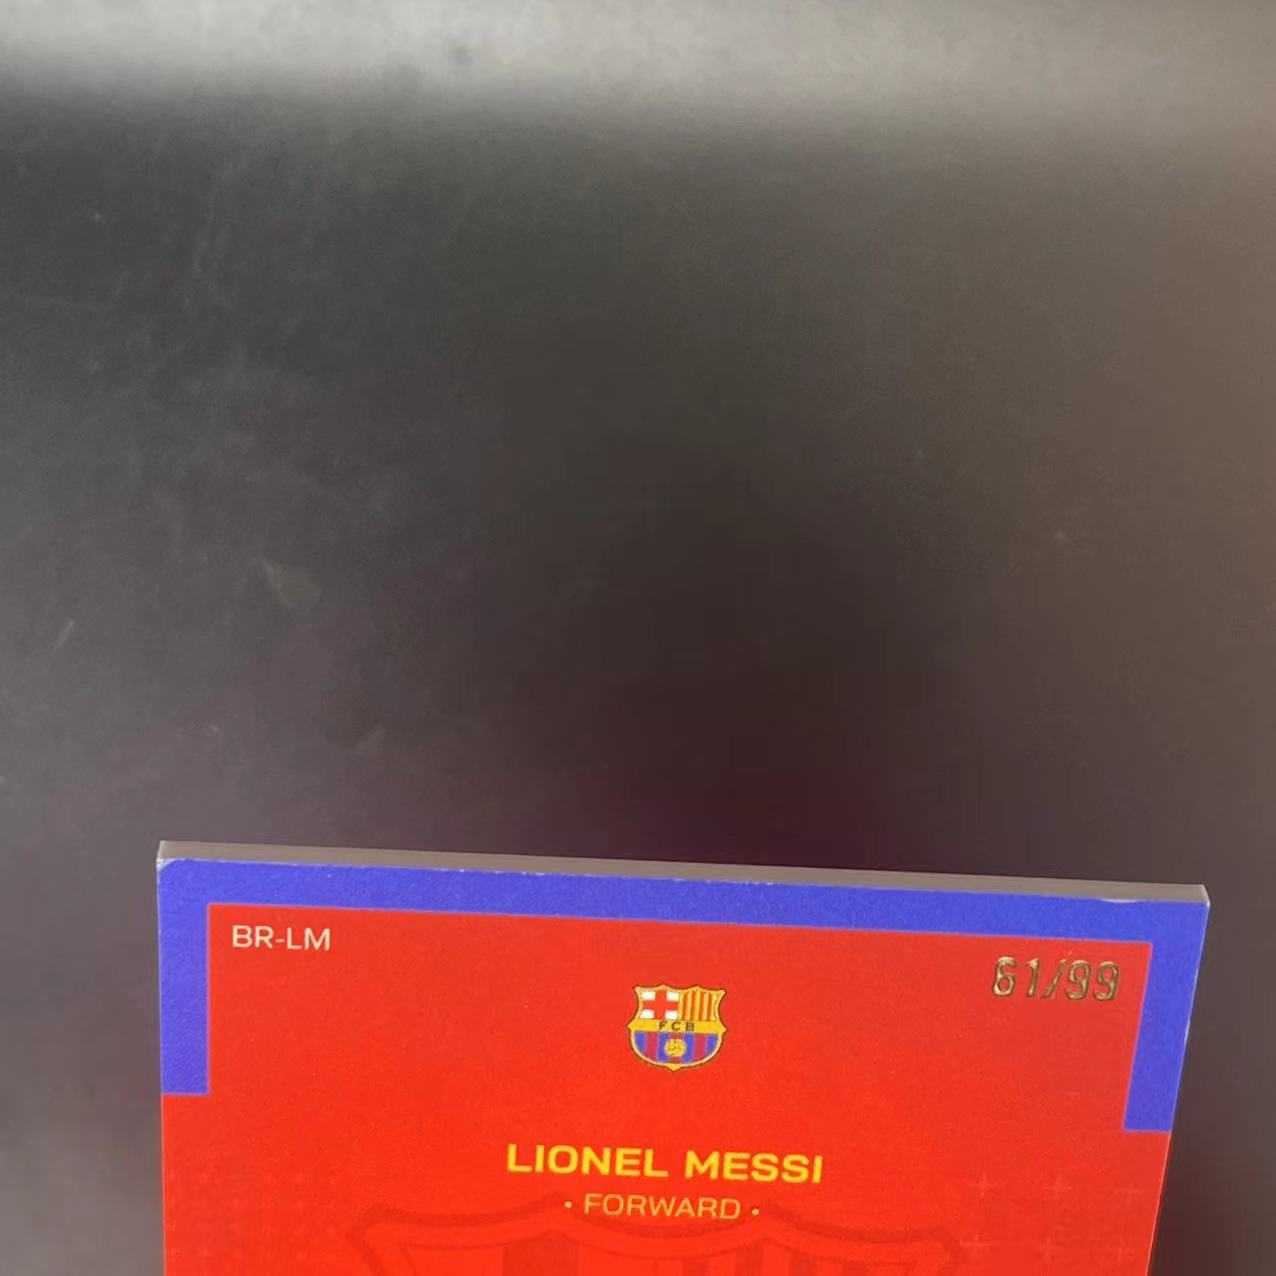 BR-LM
61/99
FCB
LIONEL MESSI
• FORWARD •